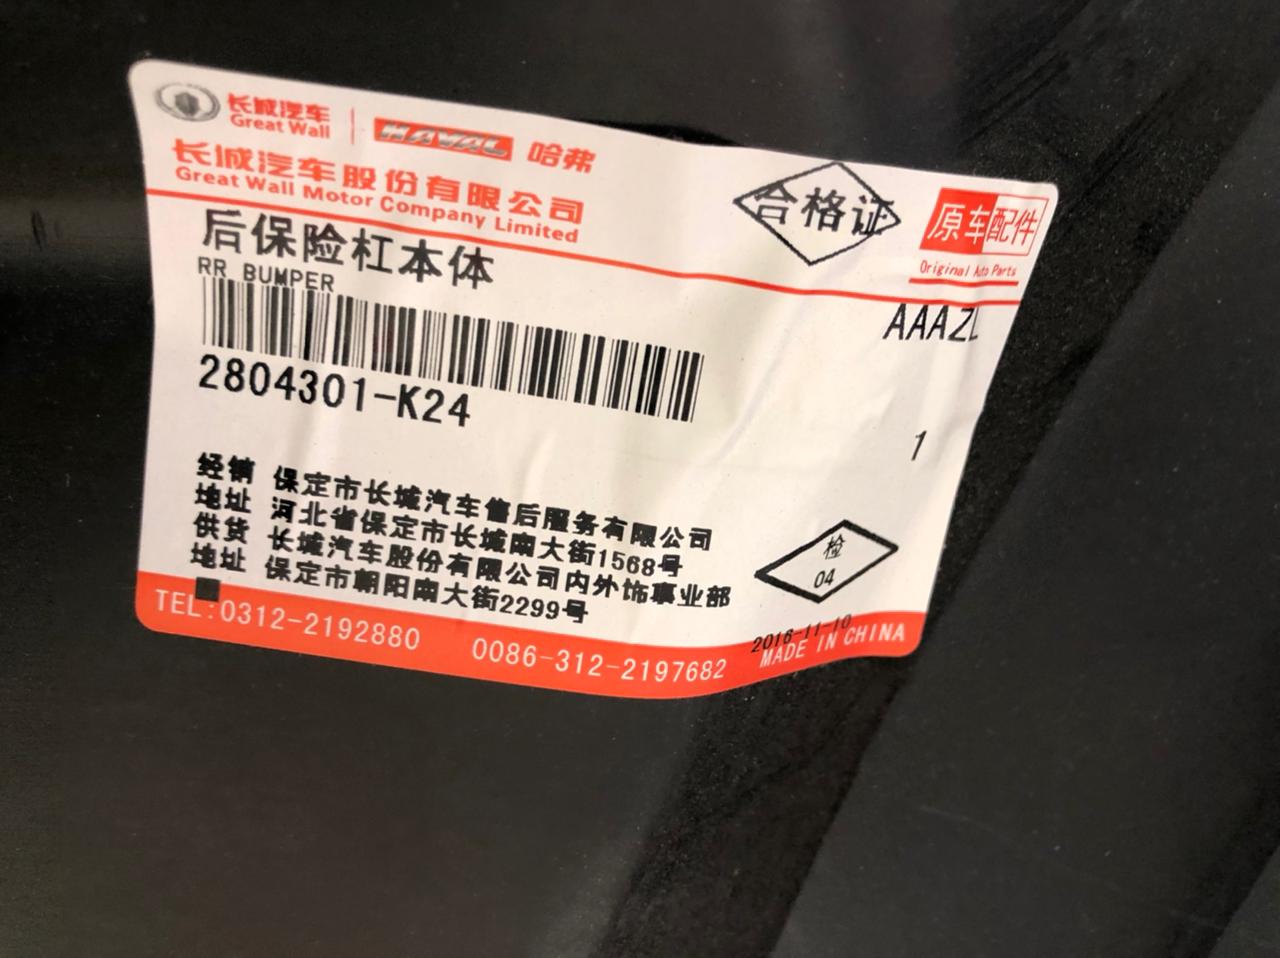 长城汽车
Great Wall
HAVAL 哈弗
长城汽车股份有限公司
Great Wall Motor Company Limited
合格证
原车配件
Original Auto Parts
后保险杠本体
RR BUMPER
AAAZL
2804301-K24
1
经销 保定市长城汽车售后服务有限公司
地址 河北省保定市长城南大街1568号
供货 长城汽车股份有限公司内外饰事业部
地址 保定市朝阳南大街2299号
检
04
2016-11-10
TEL:0312-2192880 0086-312-2197682
MADE IN CHINA